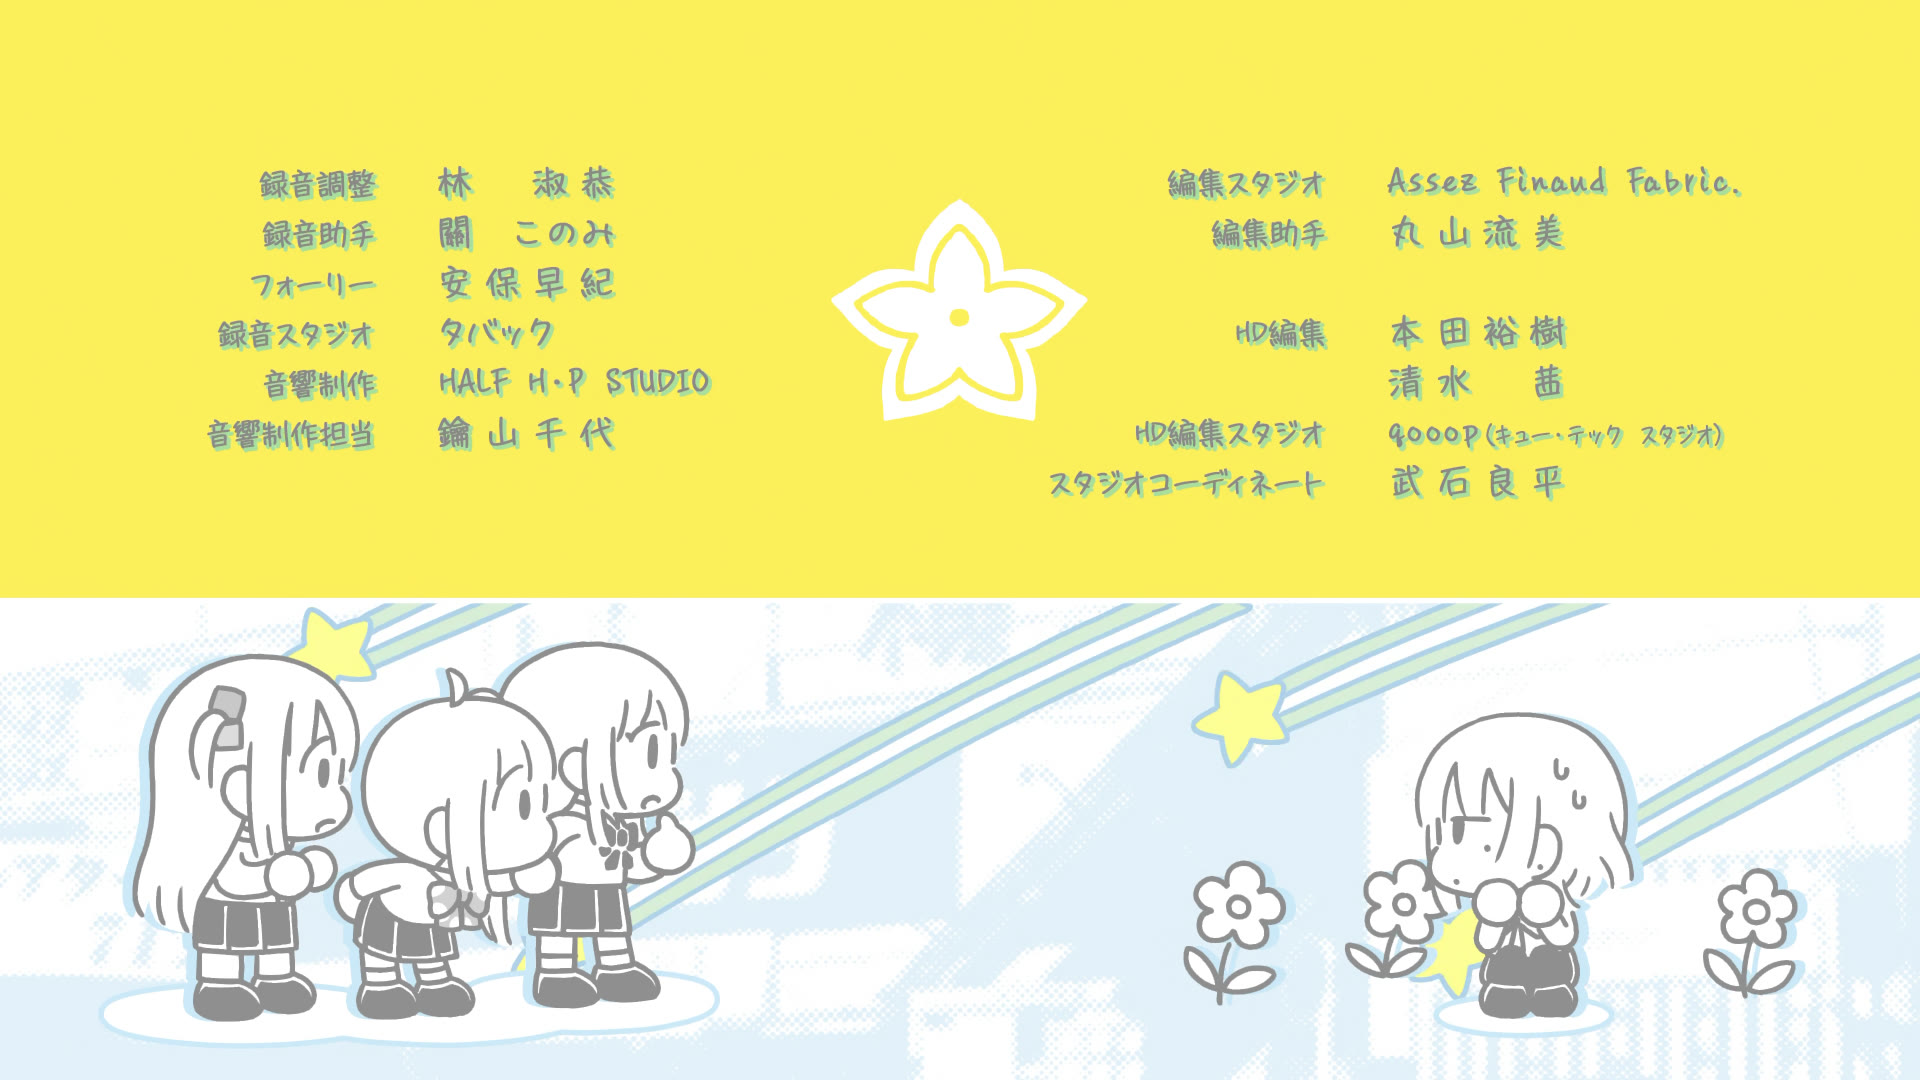 録音調整 林 淑恭
録音助手 關 このみ
フォーリー 安保早紀
録音スタジオ タバック
音響制作 HALF H・P STUDIO
音響制作担当 鑰山千代
編集スタジオ Assez Finaud Fabric.
編集助手 丸山流美
HD編集 本田裕樹
清水 茜
HD編集スタジオ q000p(キュー・テック スタジオ)
スタジオコーディネート 武石良平